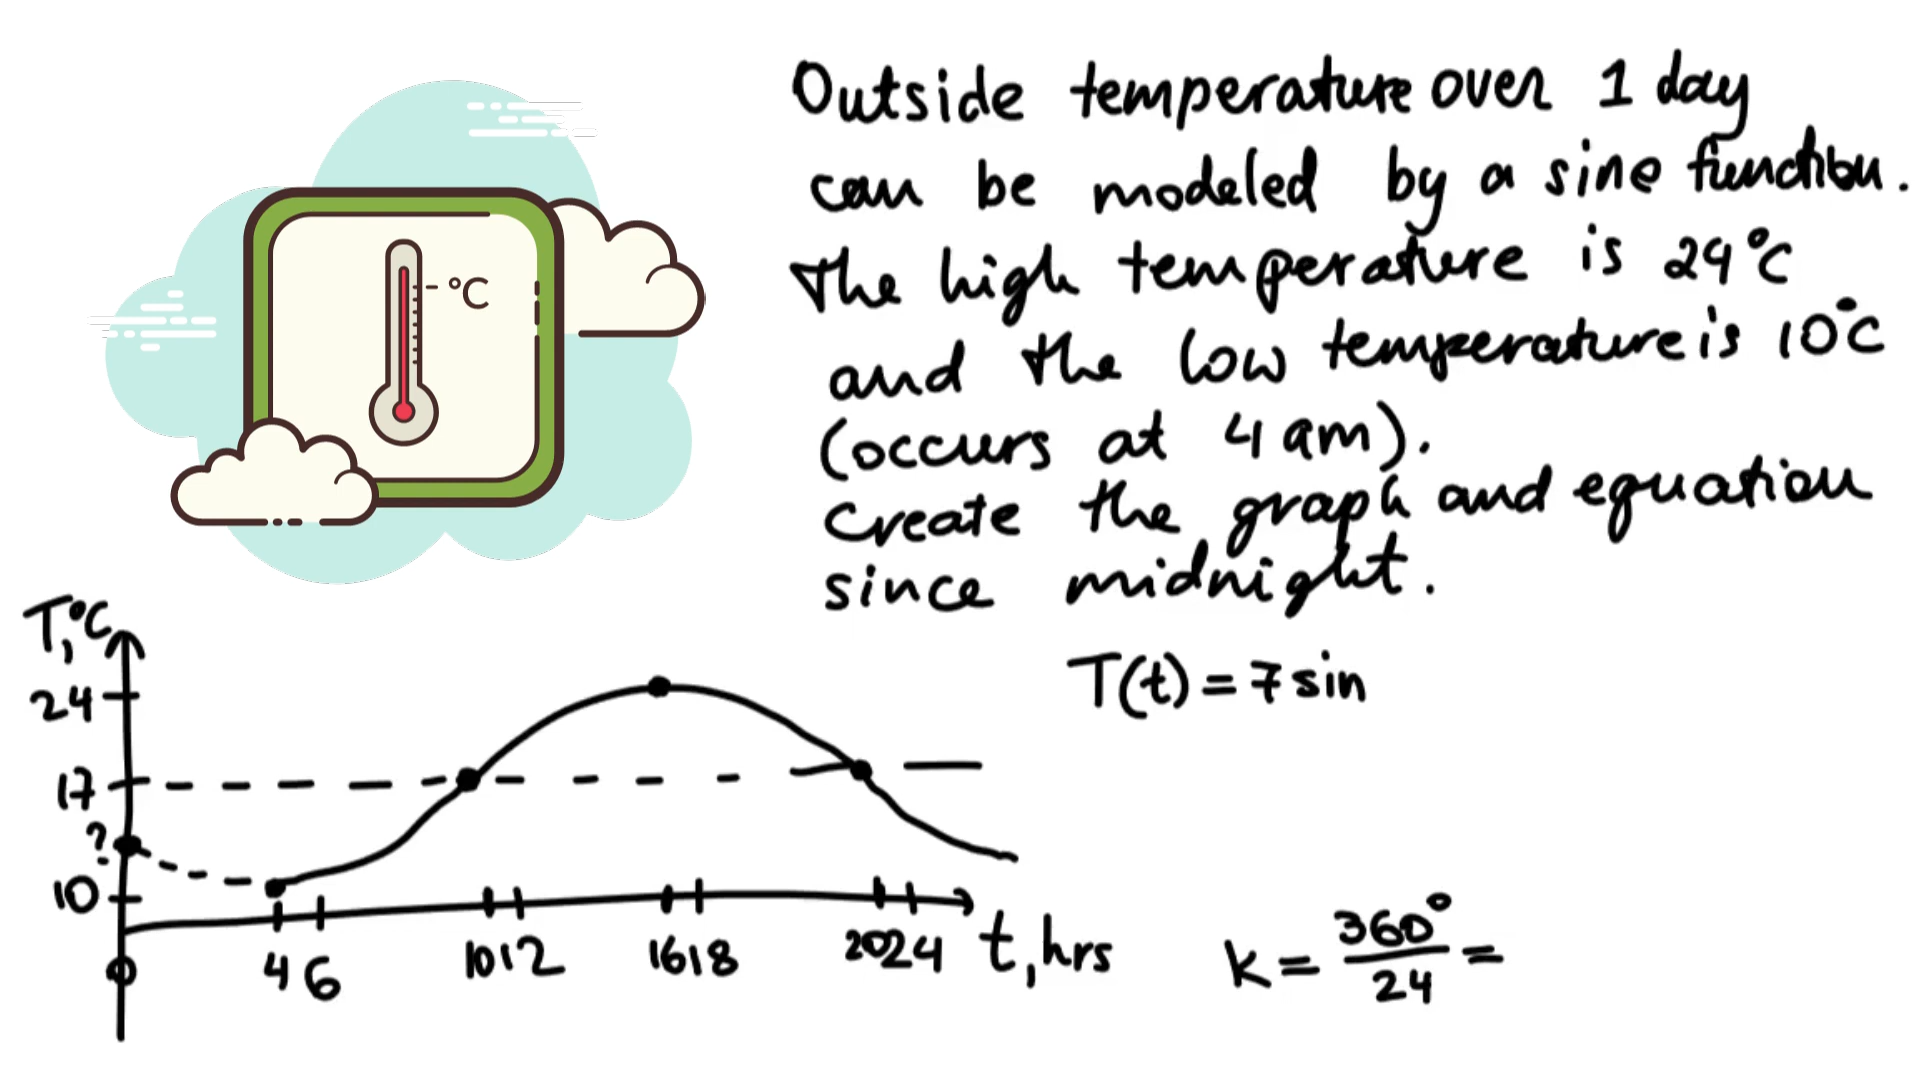 °C
Outside temperature over 1 day
can be modeled by a sine function.
The high temperature is 24°C
and the low temperature is 10°C
(occurs at 4 am).
Create the graph and equation
since midnight.
T(t) = 7 sin
T,°C
24
17
?
10
0
4 6
10 12
16 18
20 24
t, hrs
k = 360° / 24 =